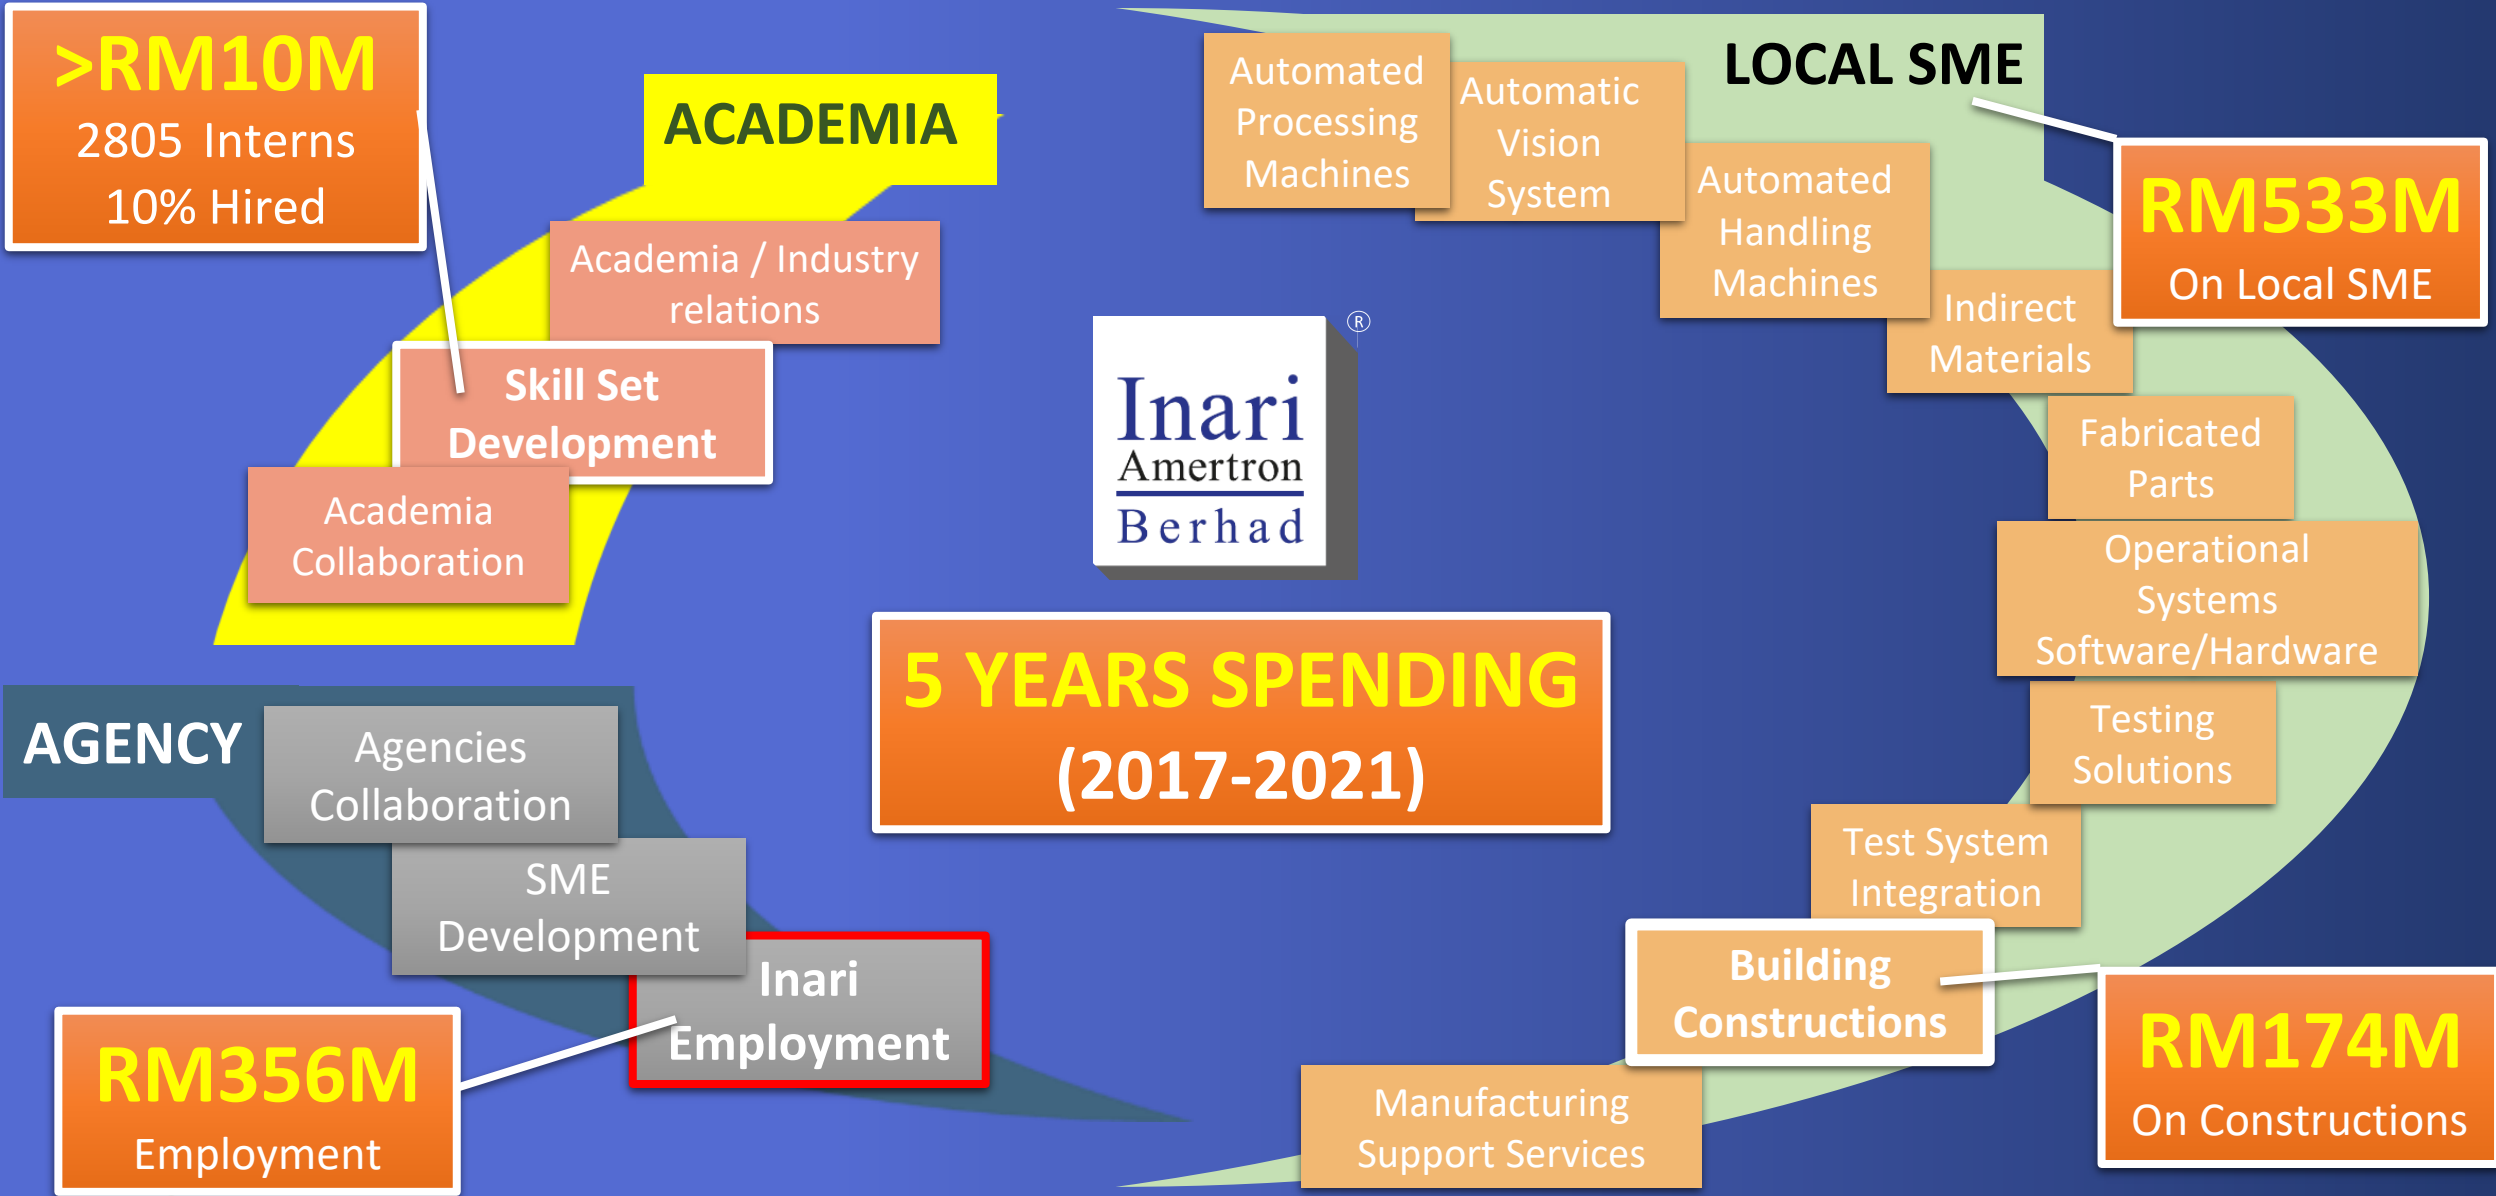 >RM10M
2805 Interns
10% Hired
ACADEMIA
Academia / Industry
relations
Skill Set
Development
Academia
Collaboration
AGENCY
Agencies
Collaboration
SME
Development
Inari
Employment
RM356M
Employment
®
Inari
Amertron
Berhad
5 YEARS SPENDING
(2017-2021)
LOCAL SME
Automated
Processing
Machines
Automatic
Vision
System
Automated
Handling
Machines
Indirect
Materials
RM533M
On Local SME
Fabricated
Parts
Operational
Systems
Software/Hardware
Testing
Solutions
Test System
Integration
Building
Constructions
RM174M
On Constructions
Manufacturing
Support Services